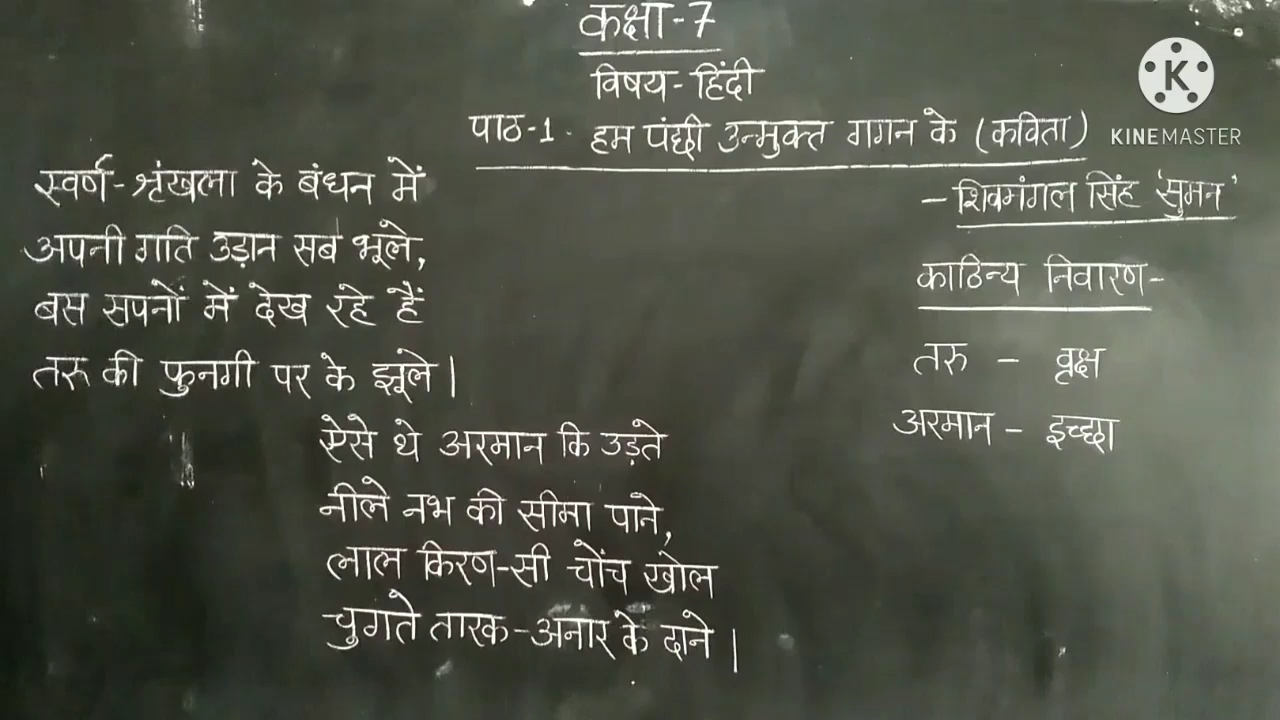 कक्षा-7
विषय-हिंदी
पाठ-1- हम पंछी उन्मुक्त गगन के (कविता)
KINEMASTER
- शिवमंगल सिंह 'सुमन'
स्वर्ण-श्रृंखला के बंधन में
अपनी गति उड़ान सब भूले,
बस सपनों में देख रहे हैं
तरू की फुनगी पर के झूले।
ऐसे थे अरमान कि उड़ते
नीले नभ की सीमा पाने,
लाल किरण-सी चोंच खोल
चुगते तारक-अनार के दाने।
काठिन्य निवारण-
तरु - वृक्ष
अरमान - इच्छा